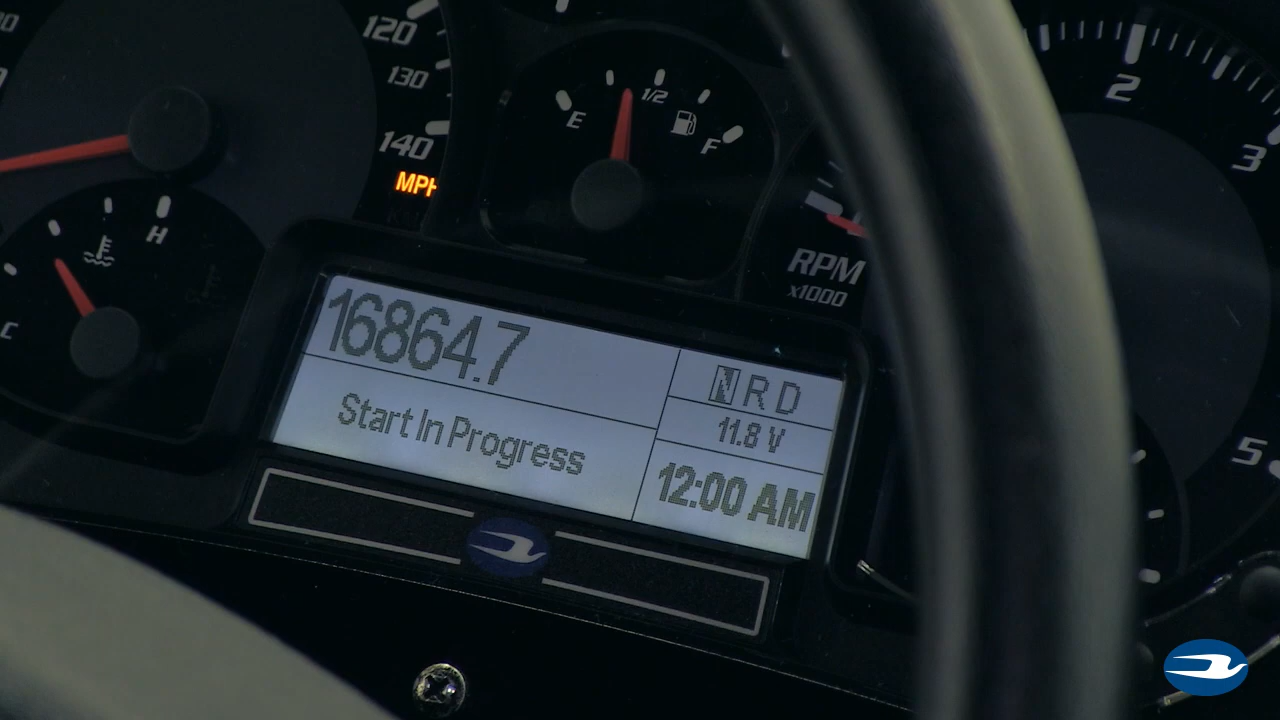 120
130
140
MPH
H
C
E
1/2
F
2
3
5
RPM
x1000
16864.7
N R D
11.8 V
Start In Progress
12:00 AM